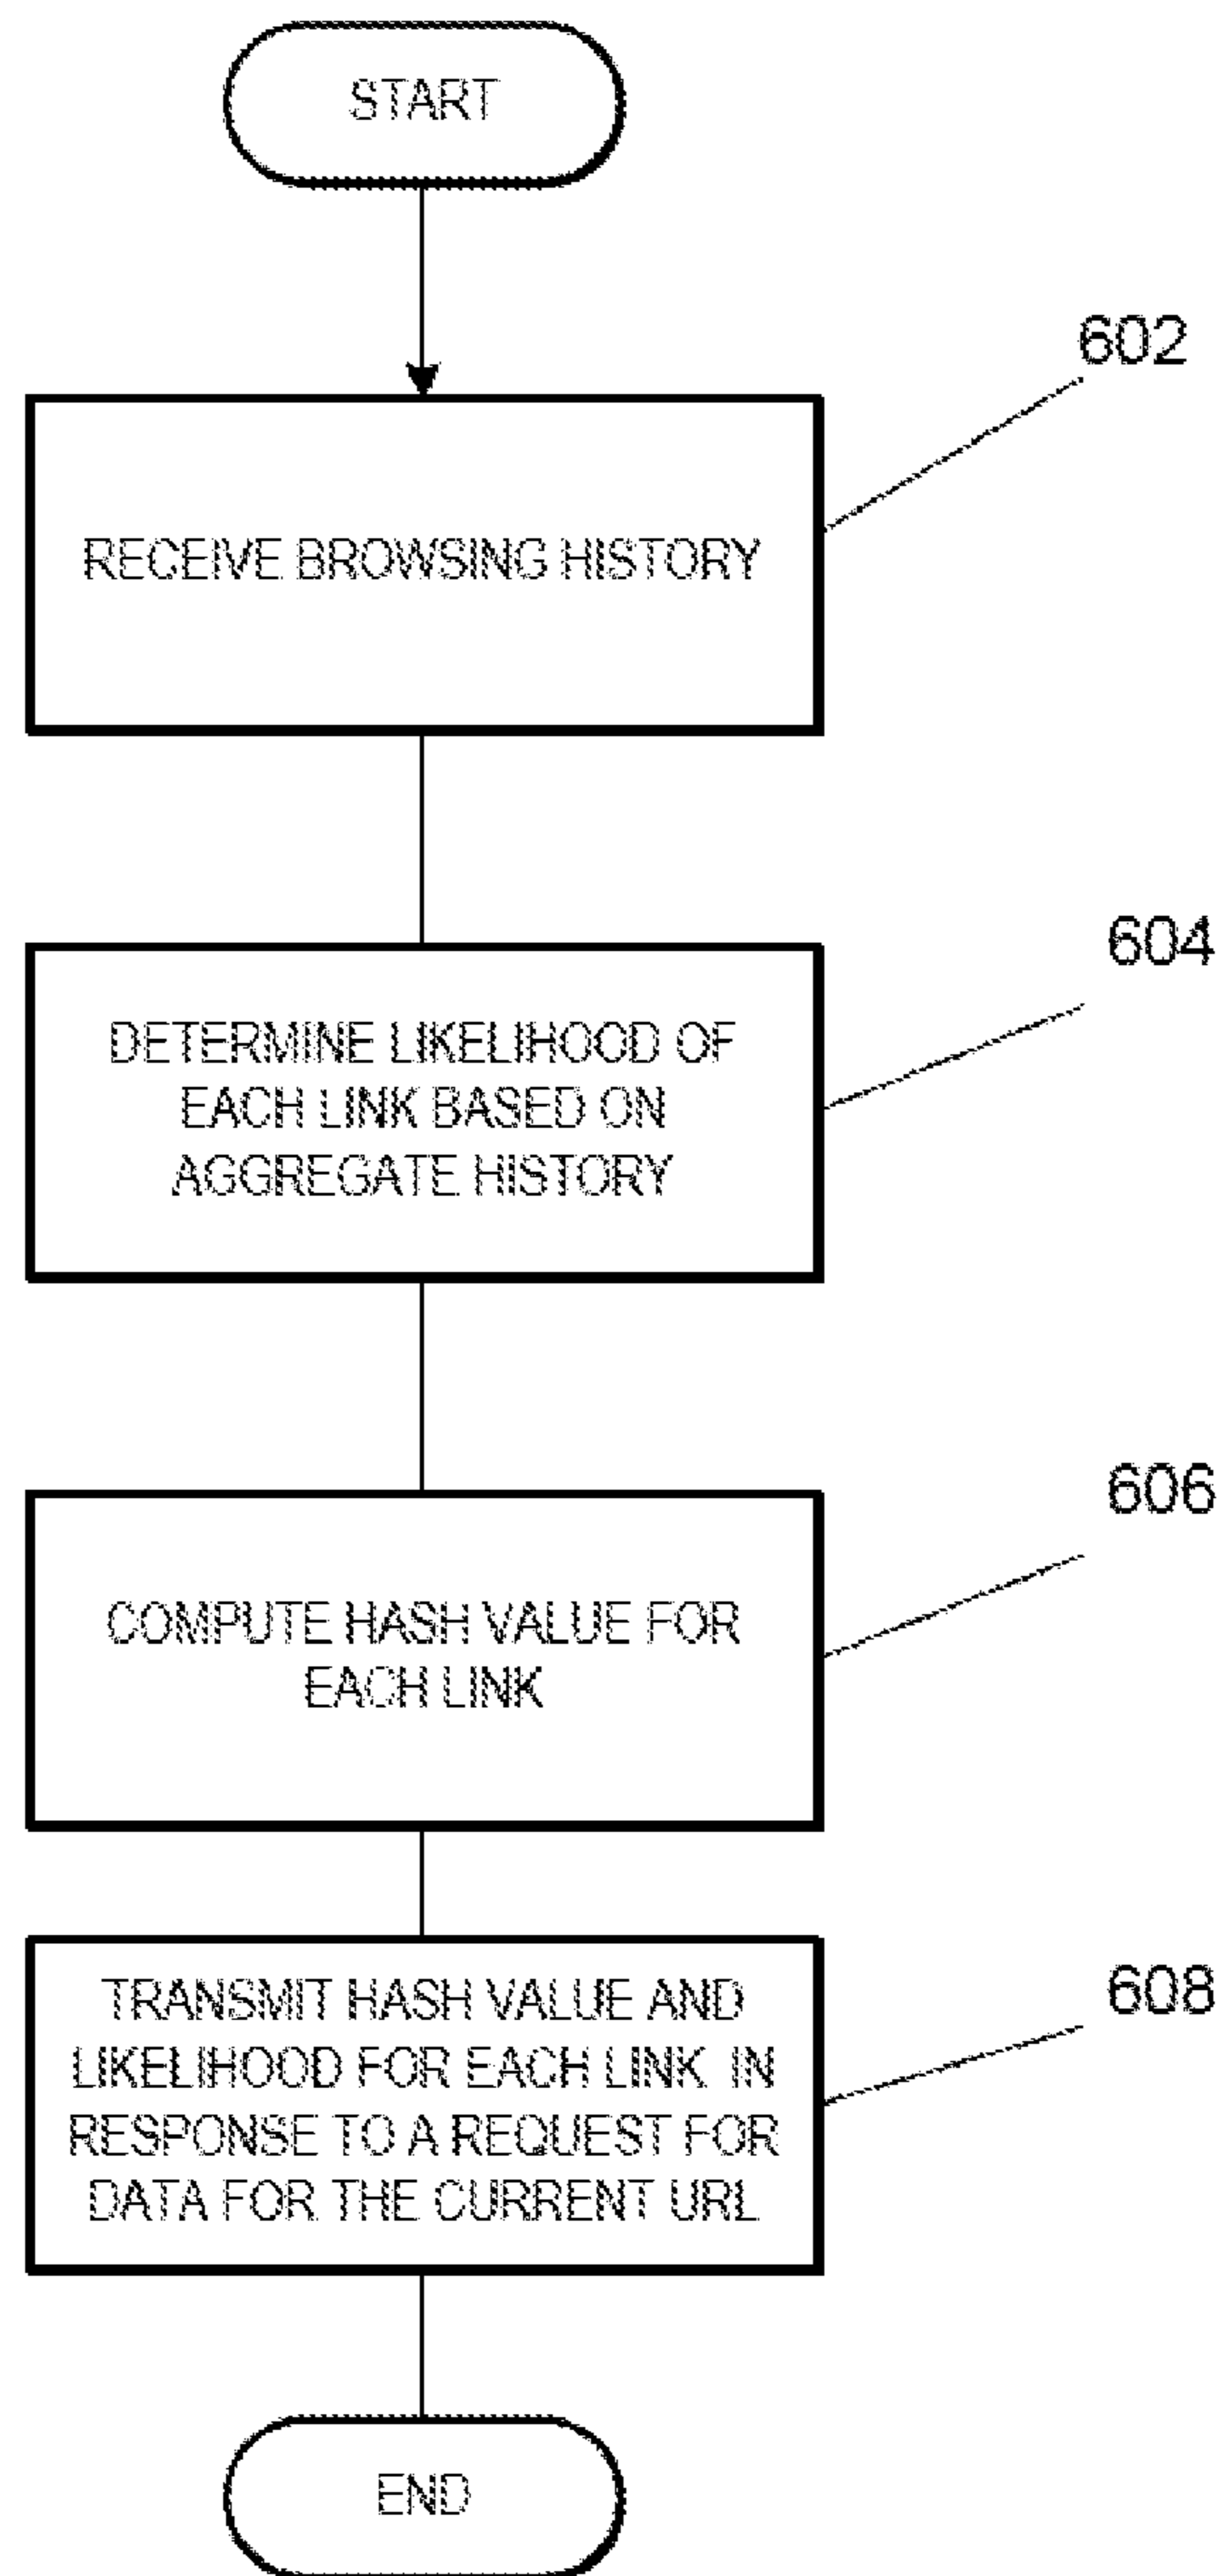 START
602
RECEIVE BROWSING HISTORY
604
DETERMINE LIKELIHOOD OF
EACH LINK BASED ON
AGGREGATE HISTORY
606
COMPUTE HASH VALUE FOR
EACH LINK
608
TRANSMIT HASH VALUE AND
LIKELIHOOD FOR EACH LINK IN
RESPONSE TO A REQUEST FOR
DATA FOR THE CURRENT URL
END